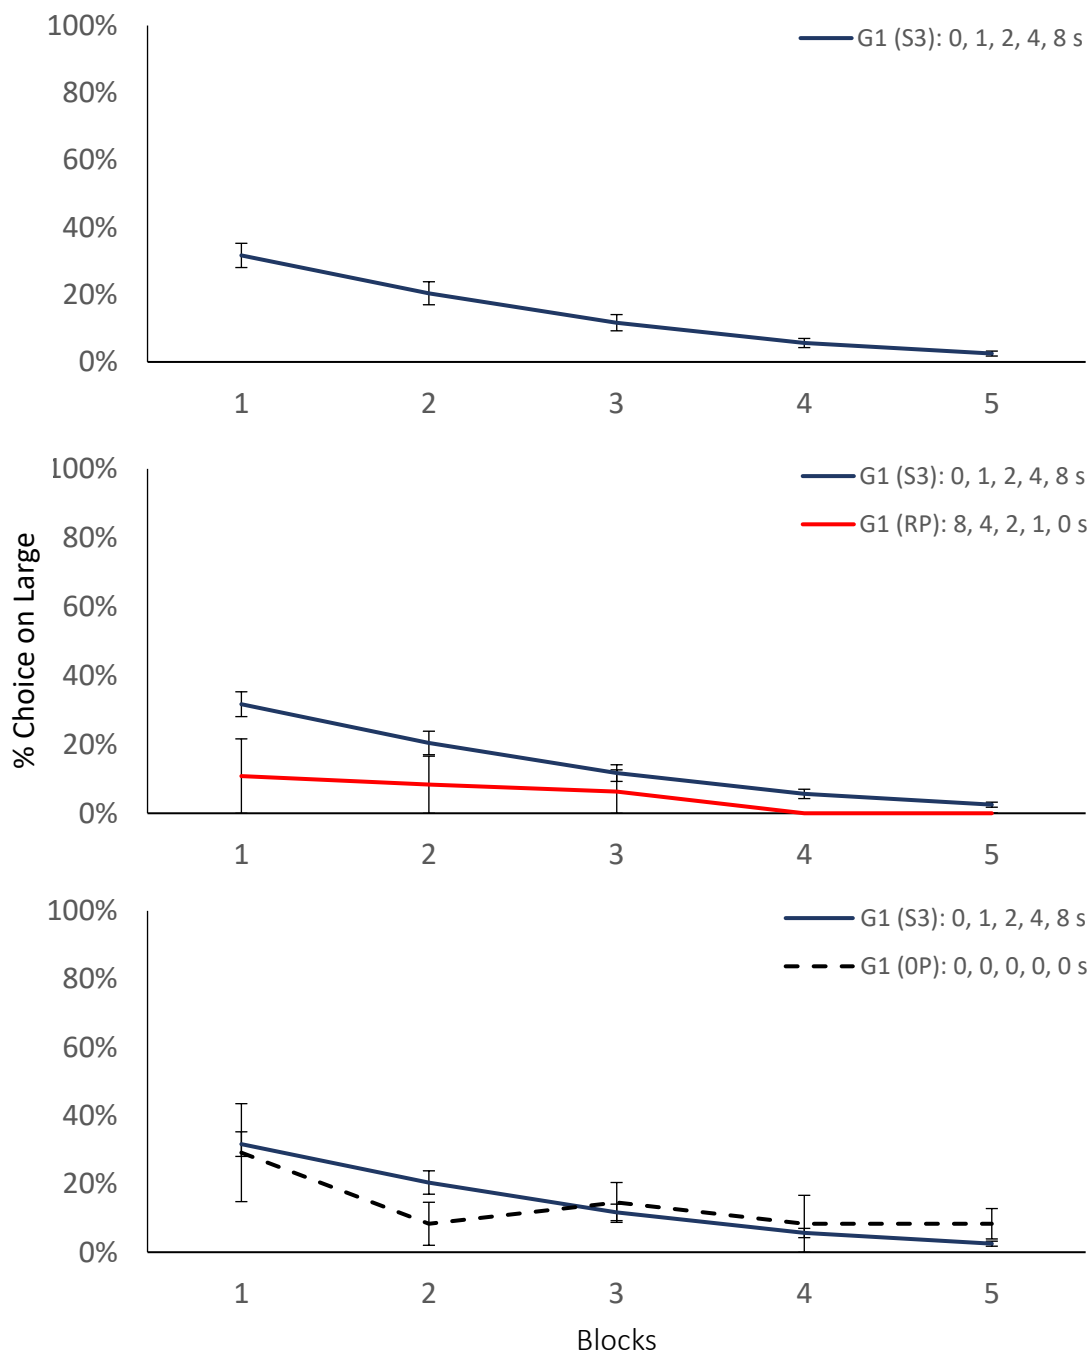 100%
80%
60%
40%
20%
0%
1 2 3 4 5
G1 (S3): 0, 1, 2, 4, 8 s
% Choice on Large
100%
80%
60%
40%
20%
0%
1 2 3 4 5
G1 (S3): 0, 1, 2, 4, 8 s
G1 (RP): 8, 4, 2, 1, 0 s
100%
80%
60%
40%
20%
0%
1 2 3 4 5
G1 (S3): 0, 1, 2, 4, 8 s
G1 (0P): 0, 0, 0, 0, 0 s
Blocks